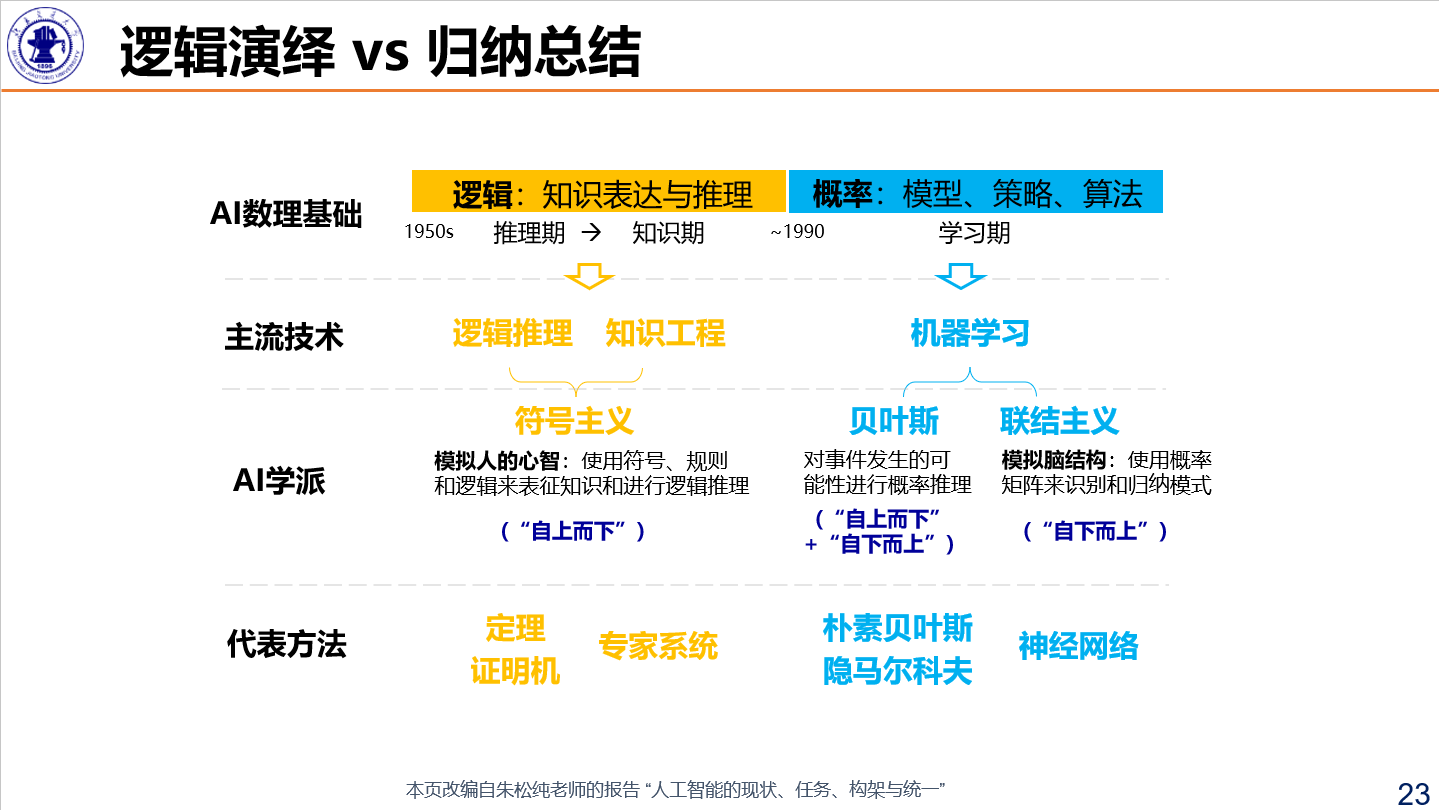 逻辑演绎 vs 归纳总结
AI数理基础
逻辑：知识表达与推理
概率：模型、策略、算法
1950s 推理期 → 知识期 ~1990 学习期
主流技术
逻辑推理 知识工程
机器学习
AI学派
符号主义
模拟人的心智：使用符号、规则
和逻辑来表征知识和进行逻辑推理
（“自上而下”）
贝叶斯
对事件发生的可
能性进行概率推理
（“自上而下”
+“自下而上”）
联结主义
模拟脑结构：使用概率
矩阵来识别和归纳模式
（“自下而上”）
代表方法
定理
证明机
专家系统
朴素贝叶斯
隐马尔科夫
神经网络
本页改编自朱松纯老师的报告 “人工智能的现状、任务、构架与统一”
23
BEIJING JIAOTONG UNIVERSITY
1896